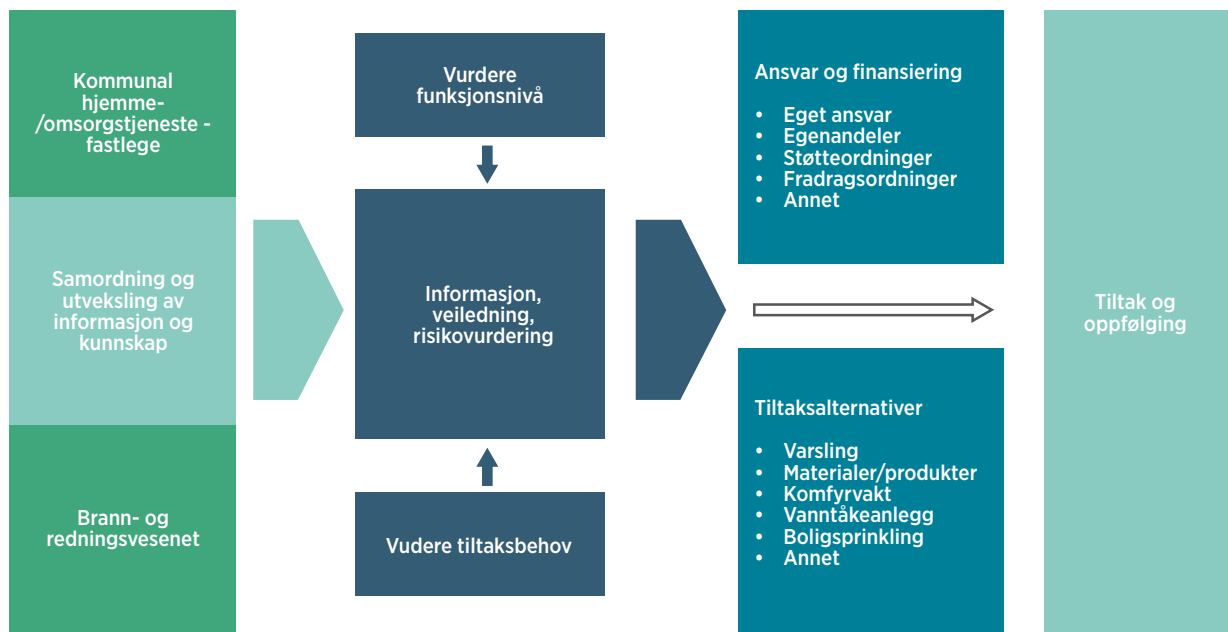 Kommunal
hjemme-
/omsorgstjeneste -
fastlege
Samordning og
utveksling av
informasjon og
kunnskap
Brann- og
redningsvesenet
Vurdere
funksjonsnivå
Informasjon,
veiledning,
risikovurdering
Vudere tiltaksbehov
Ansvar og finansiering
• Eget ansvar
• Egenandeler
• Støtteordninger
• Fradragsordninger
• Annet
Tiltaksalternativer
• Varsling
• Materialer/produkter
• Komfyrvakt
• Vanntåkeanlegg
• Boligsprinkling
• Annet
Tiltak og
oppfølging